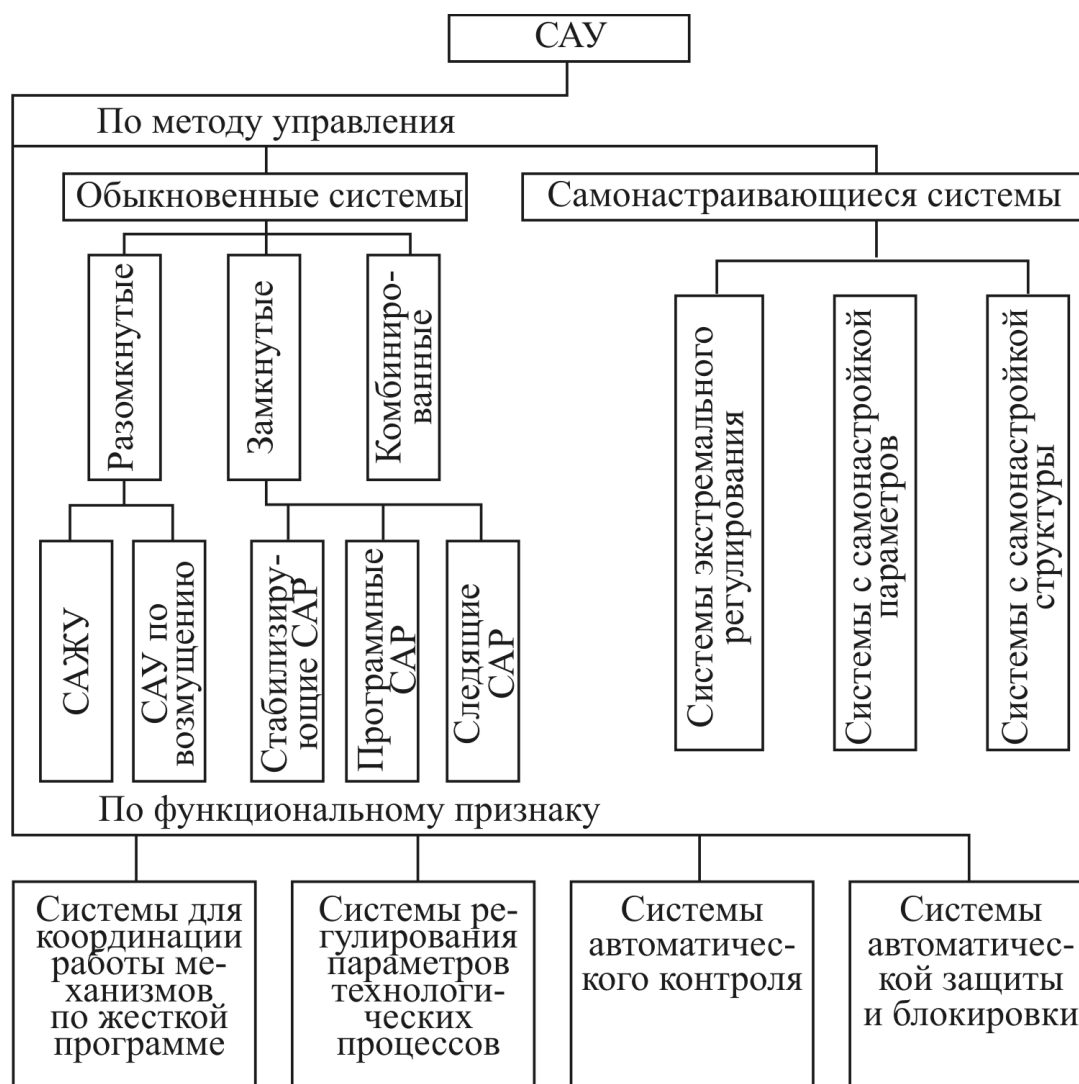 САУ
По методу управления
Обыкновенные системы
Самонастраивающиеся системы
Разомкнутые
Замкнутые
Комбиниро-
ванные
Системы экстремального
регулирования
Системы с самонастройкой
параметров
Системы с самонастройкой
структуры
САЖУ
САУ по
возмущению
Стабилизиру-
ющие САР
Программные
САР
Следящие
САР
По функциональному признаку
Системы для
координации
работы ме-
ханизмов
по жесткой
программе
Системы ре-
гулирования
параметров
технологи-
ческих
процессов
Системы
автоматичес-
кого контроля
Системы
автоматичес-
кой защиты
и блокировки